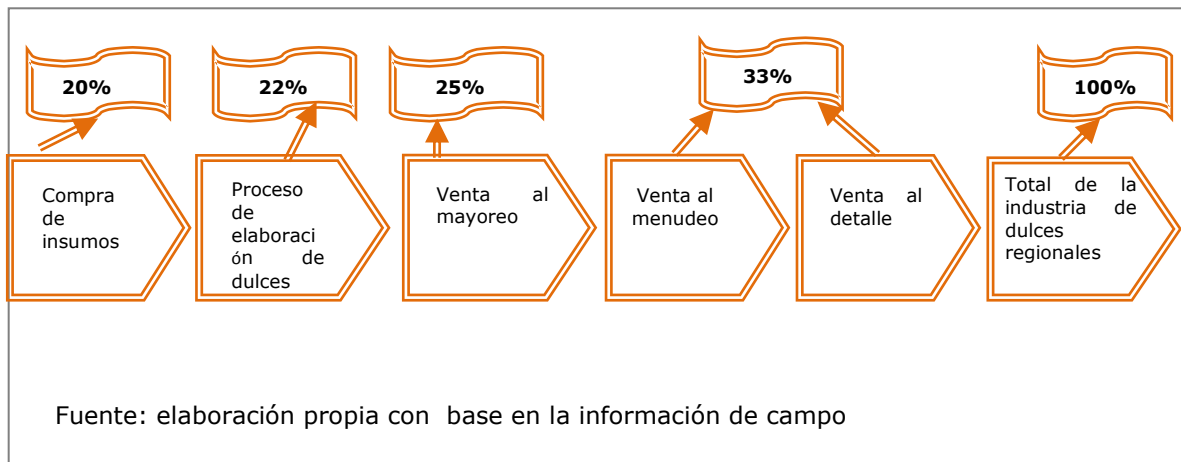 20%
22%
25%
33%
100%
Compra
de
insumos
Proceso
de
elaboraci
ón de
dulces
Venta al
mayoreo
Venta al
menudeo
Venta al
detalle
Total de la
industria de
dulces
regionales
Fuente: elaboración propia con base en la información de campo